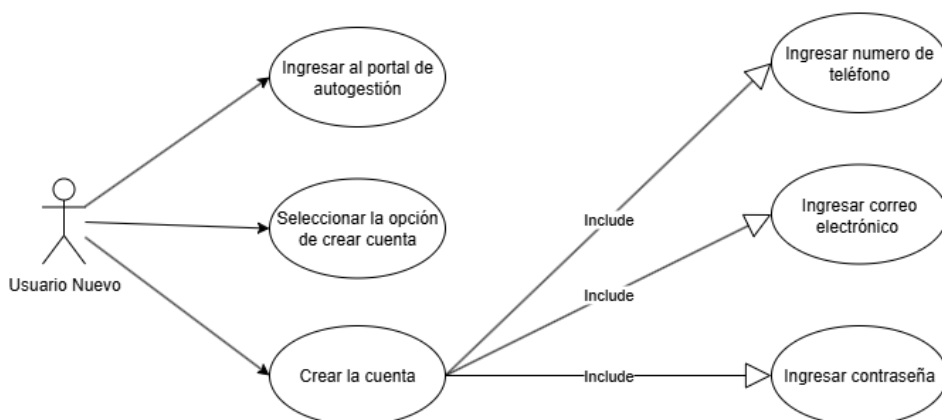 Ingresar al portal de
autogestión
Ingresar numero de
teléfono
Seleccionar la opción
de crear cuenta
Include
Ingresar correo
electrónico
Usuario Nuevo
Include
Crear la cuenta
Include
Ingresar contraseña